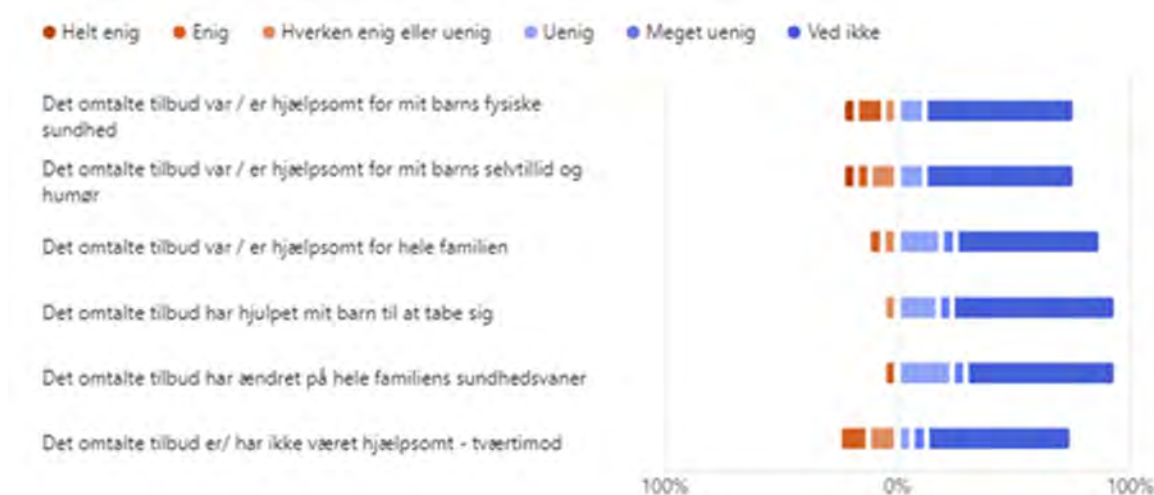 Helt enig Enig Hverken enig eller uenig Uenig Meget uenig Ved ikke
Det omtalte tilbud var / er hjælpsomt for mit barns fysiske
sundhed
Det omtalte tilbud var / er hjælpsomt for mit barns selvtillid og
humør
Det omtalte tilbud var / er hjælpsomt for hele familien
Det omtalte tilbud har hjulpet mit barn til at tabe sig
Det omtalte tilbud har ændret på hele familiens sundhedsvaner
Det omtalte tilbud er/ har ikke været hjælpsomt - tværtimod
100% 0% 100%